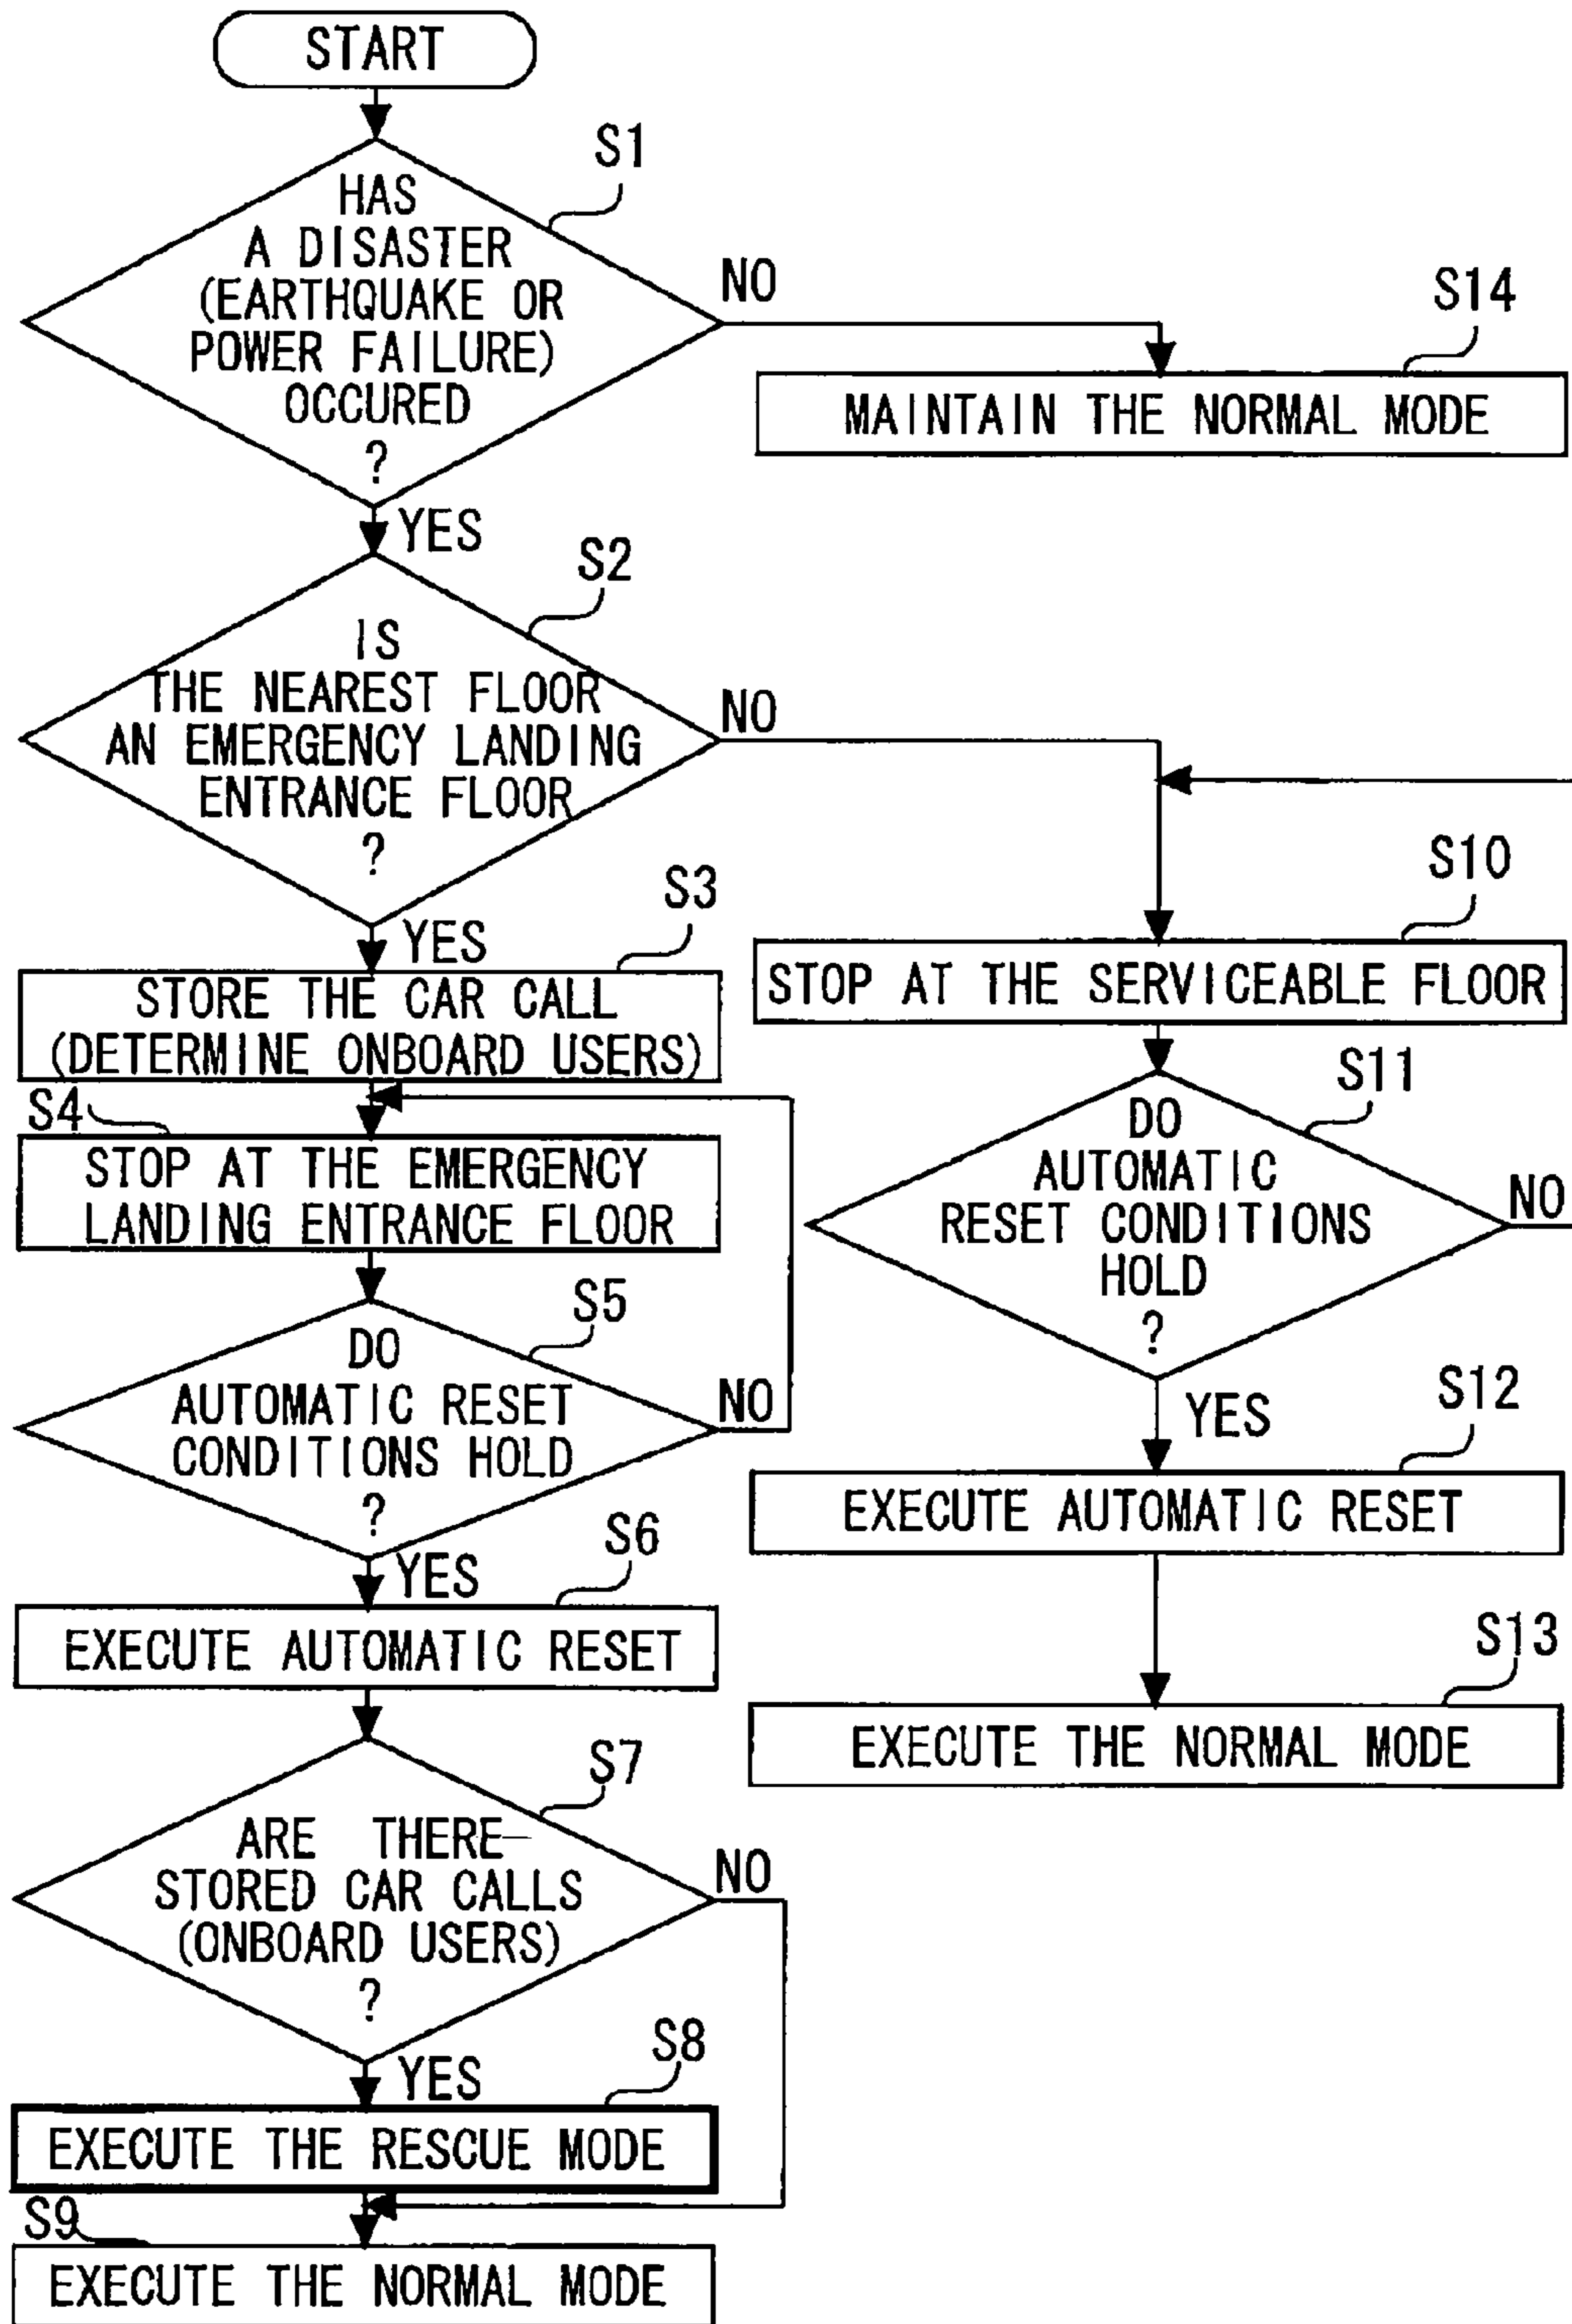 START
S1
HAS
A DISASTER
(EARTHQUAKE OR
POWER FAILURE)
OCCURED
?
NO
S14
MAINTAIN THE NORMAL MODE
YES
S2
IS
THE NEAREST FLOOR
AN EMERGENCY LANDING
ENTRANCE FLOOR
?
NO
YES
S3
STORE THE CAR CALL
(DETERMINE ONBOARD USERS)
S4
STOP AT THE EMERGENCY
LANDING ENTRANCE FLOOR
S5
DO
AUTOMATIC RESET
CONDITIONS HOLD
?
NO
YES
S6
EXECUTE AUTOMATIC RESET
S7
ARE THERE
STORED CAR CALLS
(ONBOARD USERS)
?
NO
YES
S8
EXECUTE THE RESCUE MODE
S9
EXECUTE THE NORMAL MODE
S10
STOP AT THE SERVICEABLE FLOOR
S11
DO
AUTOMATIC
RESET CONDITIONS
HOLD
?
NO
YES
S12
EXECUTE AUTOMATIC RESET
S13
EXECUTE THE NORMAL MODE